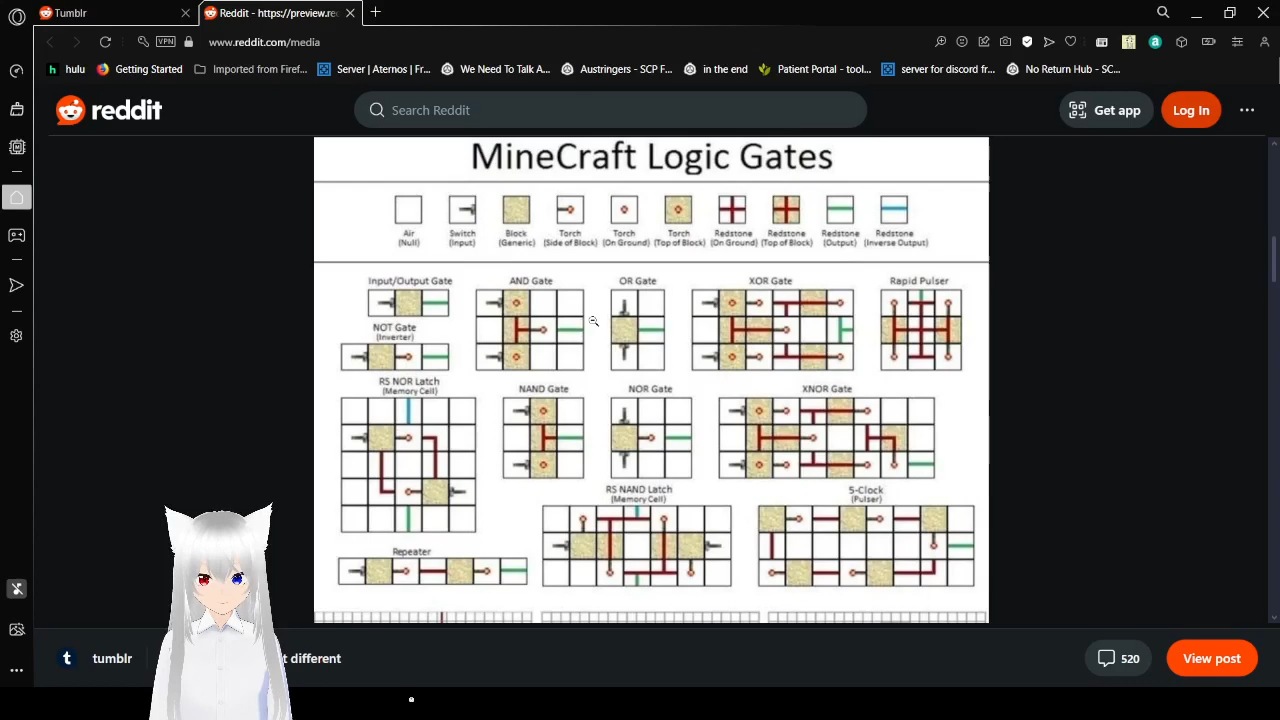 Tumblr
Reddit - https://preview.re
VPN
www.reddit.com/media
hulu
Getting Started
Imported from Firef...
Server | Aternos | Fr...
We Need To Talk A...
Austringers - SCP F...
in the end
Patient Portal - tool...
server for discord fr...
No Return Hub - SC...
reddit
Search Reddit
Get app
Log In
MineCraft Logic Gates
Air
(Null)
Switch
(Input)
Block
(Generic)
Torch
(Side of Block)
Torch
(On Ground)
Torch
(Top of Block)
Redstone
(On Ground)
Redstone
(Top of Block)
Redstone
(Output)
Redstone
(Inverse Output)
Input/Output Gate
AND Gate
OR Gate
XOR Gate
Rapid Pulser
NOT Gate
(Inverter)
RS NOR Latch
(Memory Cell)
NAND Gate
NOR Gate
XNOR Gate
RS NAND Latch
(Memory Cell)
5-Clock
(Pulser)
Repeater
tumblr
t different
520
View post